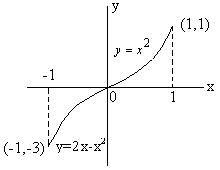 y
(1,1)
y = x²
-1
x
0
1
(-1,-3)
y=2x-x²